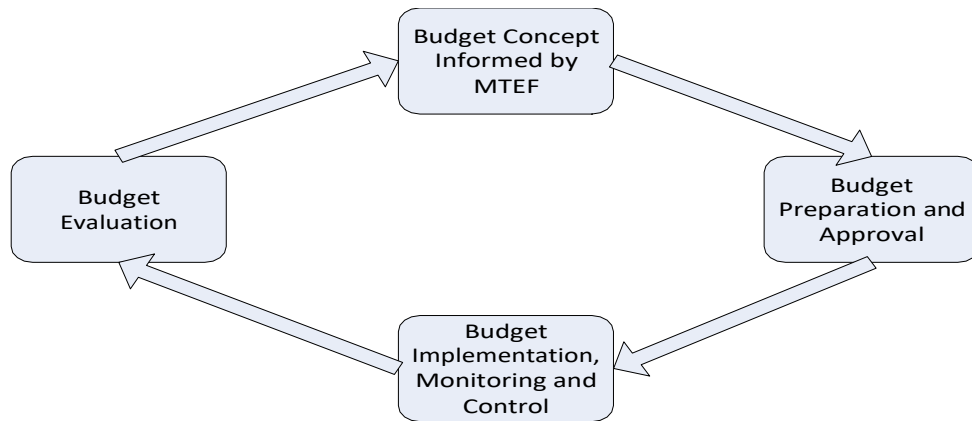 Budget Concept
Informed by
MTEF
Budget
Preparation and
Approval
Budget
Implementation,
Monitoring and
Control
Budget
Evaluation